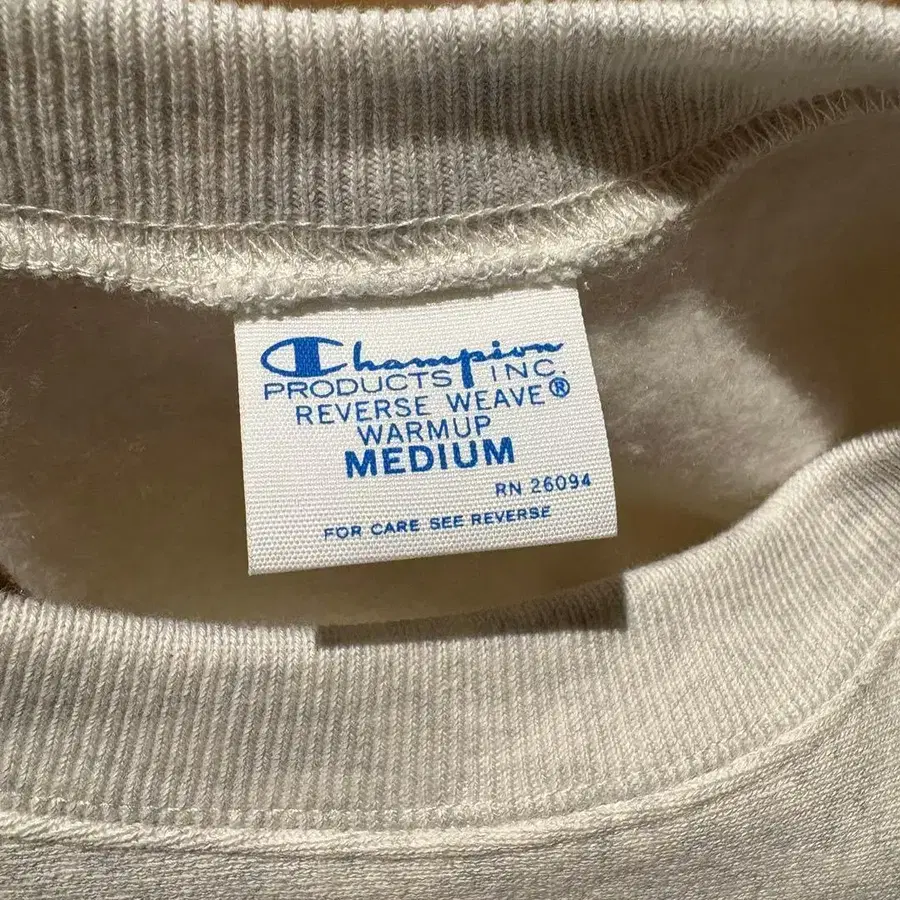 Champion
PRODUCTS INC.
REVERSE WEAVE®
WARMUP
MEDIUM
RN 26094
FOR CARE SEE REVERSE